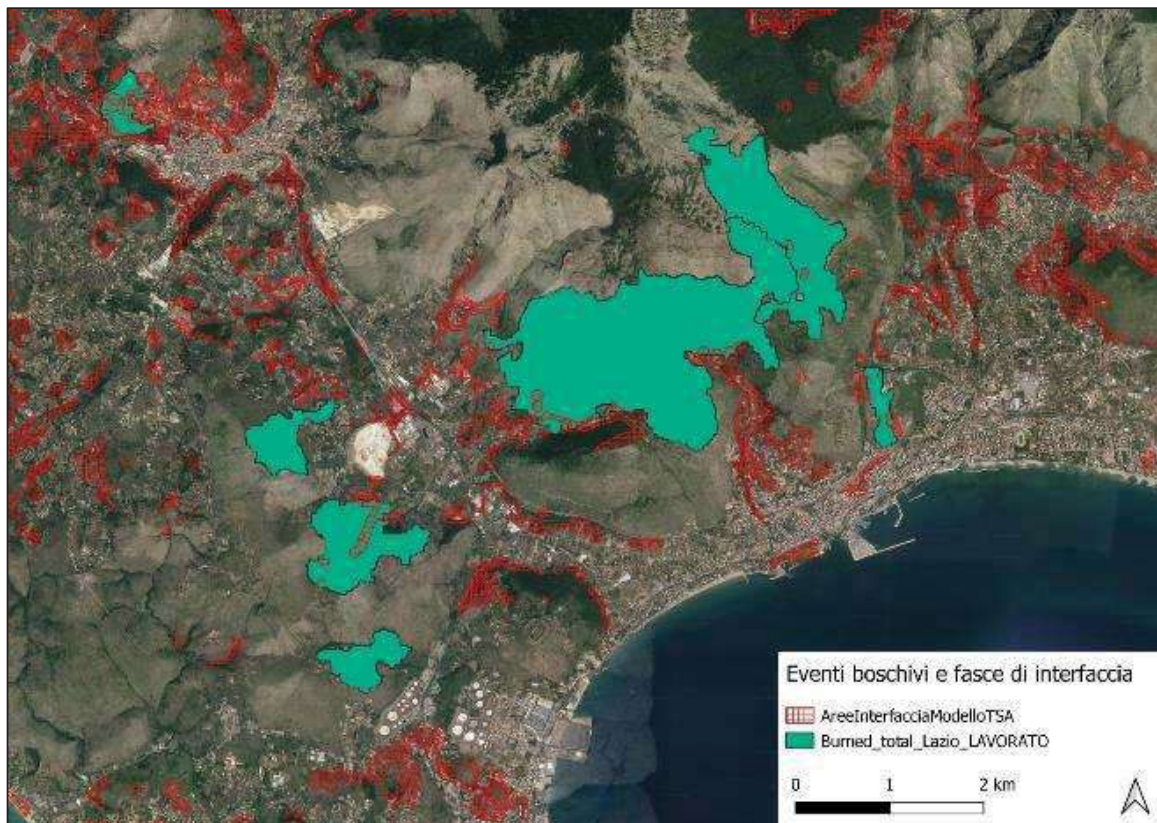 Eventi boschivi e fasce di interfaccia
AreeInterfacciaModelloTSA
Burned_total_Lazio_LAVORATO
0 1 2 km